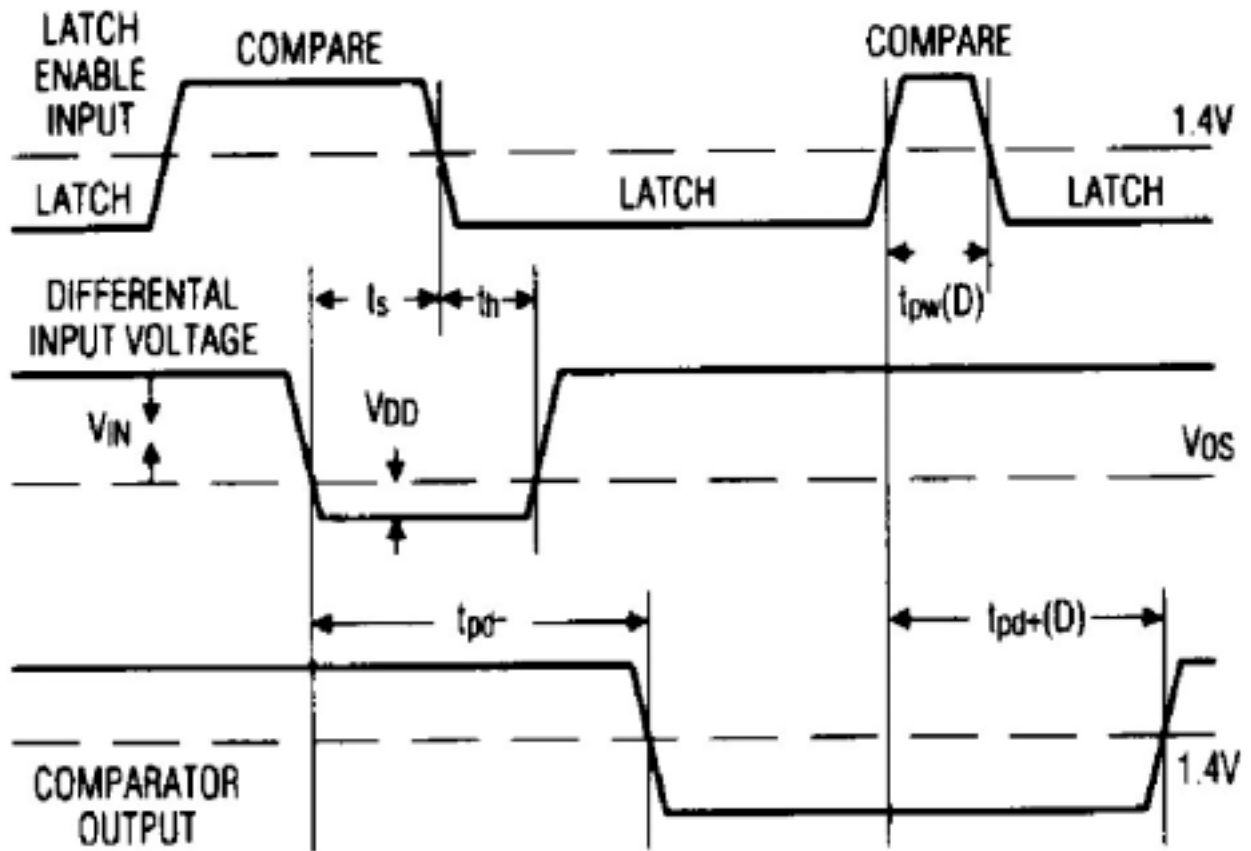 LATCH
ENABLE
INPUT
COMPARE
COMPARE
1.4V
LATCH
LATCH
LATCH
DIFFERENTAL
INPUT VOLTAGE
ts
th
tpw(D)
VIN
VDD
VOS
tpd-
tpd+(D)
1.4V
COMPARATOR
OUTPUT